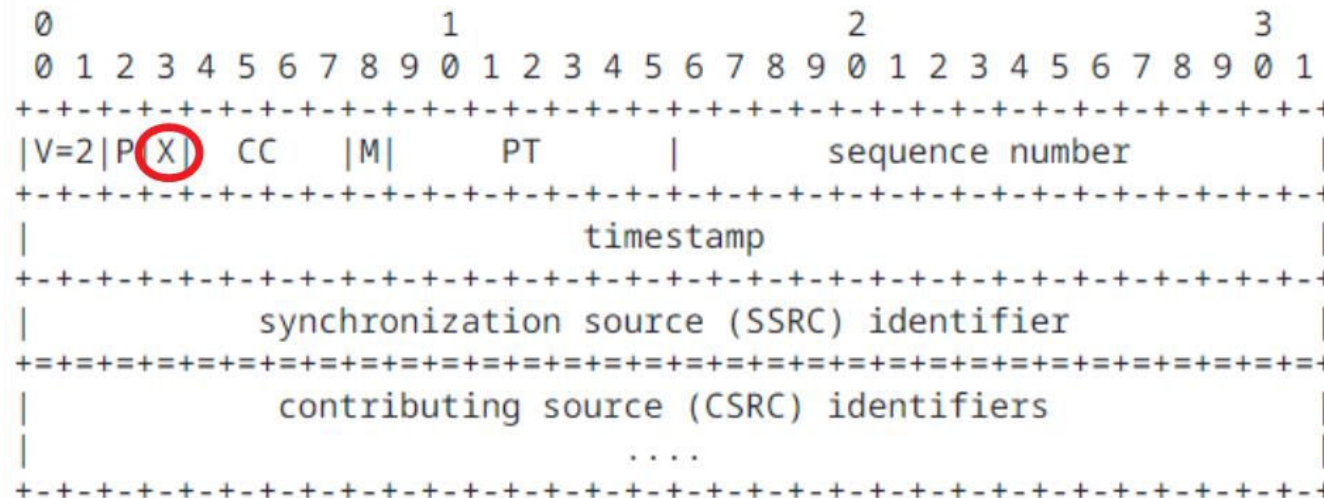 0 1 2 3
0 1 2 3 4 5 6 7 8 9 0 1 2 3 4 5 6 7 8 9 0 1 2 3 4 5 6 7 8 9 0 1
+-+-+-+-+-+-+-+-+-+-+-+-+-+-+-+-+-+-+-+-+-+-+-+-+-+-+-+-+-+-+-+-+
|V=2|P|X| CC |M| PT | sequence number |
+-+-+-+-+-+-+-+-+-+-+-+-+-+-+-+-+-+-+-+-+-+-+-+-+-+-+-+-+-+-+-+-+
| timestamp |
+-+-+-+-+-+-+-+-+-+-+-+-+-+-+-+-+-+-+-+-+-+-+-+-+-+-+-+-+-+-+-+-+
| synchronization source (SSRC) identifier |
+=+=+=+=+=+=+=+=+=+=+=+=+=+=+=+=+=+=+=+=+=+=+=+=+=+=+=+=+=+=+=+=+
| contributing source (CSRC) identifiers |
| .... |
+-+-+-+-+-+-+-+-+-+-+-+-+-+-+-+-+-+-+-+-+-+-+-+-+-+-+-+-+-+-+-+-+